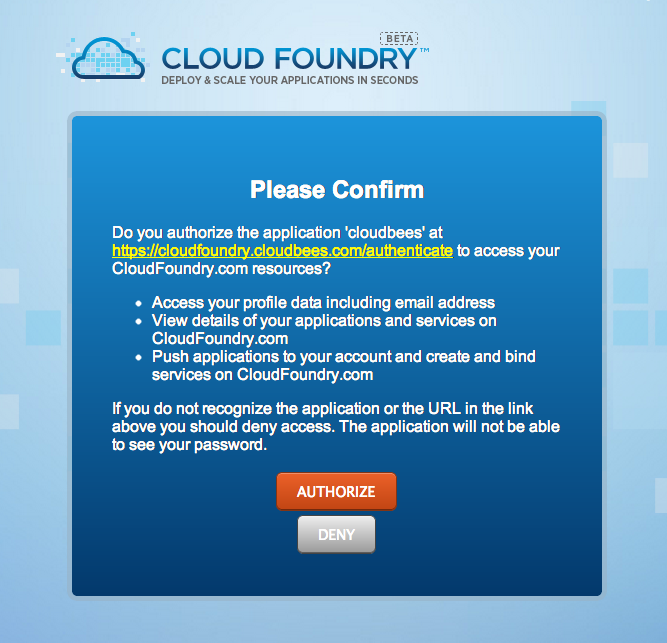 BETA
CLOUD FOUNDRY™
DEPLOY & SCALE YOUR APPLICATIONS IN SECONDS
Please Confirm
Do you authorize the application 'cloudbees' at
https://cloudfoundry.cloudbees.com/authenticate to access your
CloudFoundry.com resources?
• Access your profile data including email address
• View details of your applications and services on
CloudFoundry.com
• Push applications to your account and create and bind
services on CloudFoundry.com
If you do not recognize the application or the URL in the link
above you should deny access. The application will not be able
to see your password.
AUTHORIZE
DENY